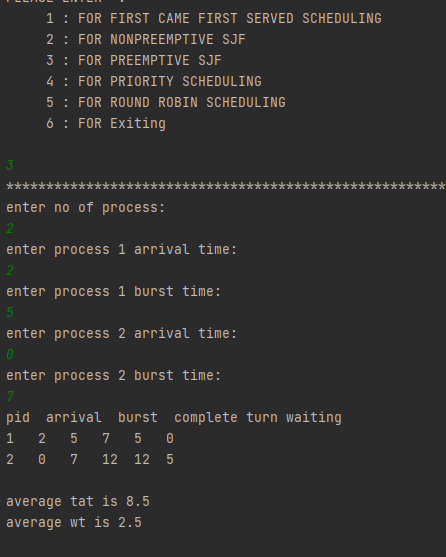 1 : FOR FIRST CAME FIRST SERVED SCHEDULING
2 : FOR NONPREEMPTIVE SJF
3 : FOR PREEMPTIVE SJF
4 : FOR PRIORITY SCHEDULING
5 : FOR ROUND ROBIN SCHEDULING
6 : FOR Exiting
3
*******************************************************
enter no of process:
2
enter process 1 arrival time:
2
enter process 1 burst time:
5
enter process 2 arrival time:
0
enter process 2 burst time:
7
pid arrival burst complete turn waiting
1 2 5 7 5 0
2 0 7 12 12 5
average tat is 8.5
average wt is 2.5